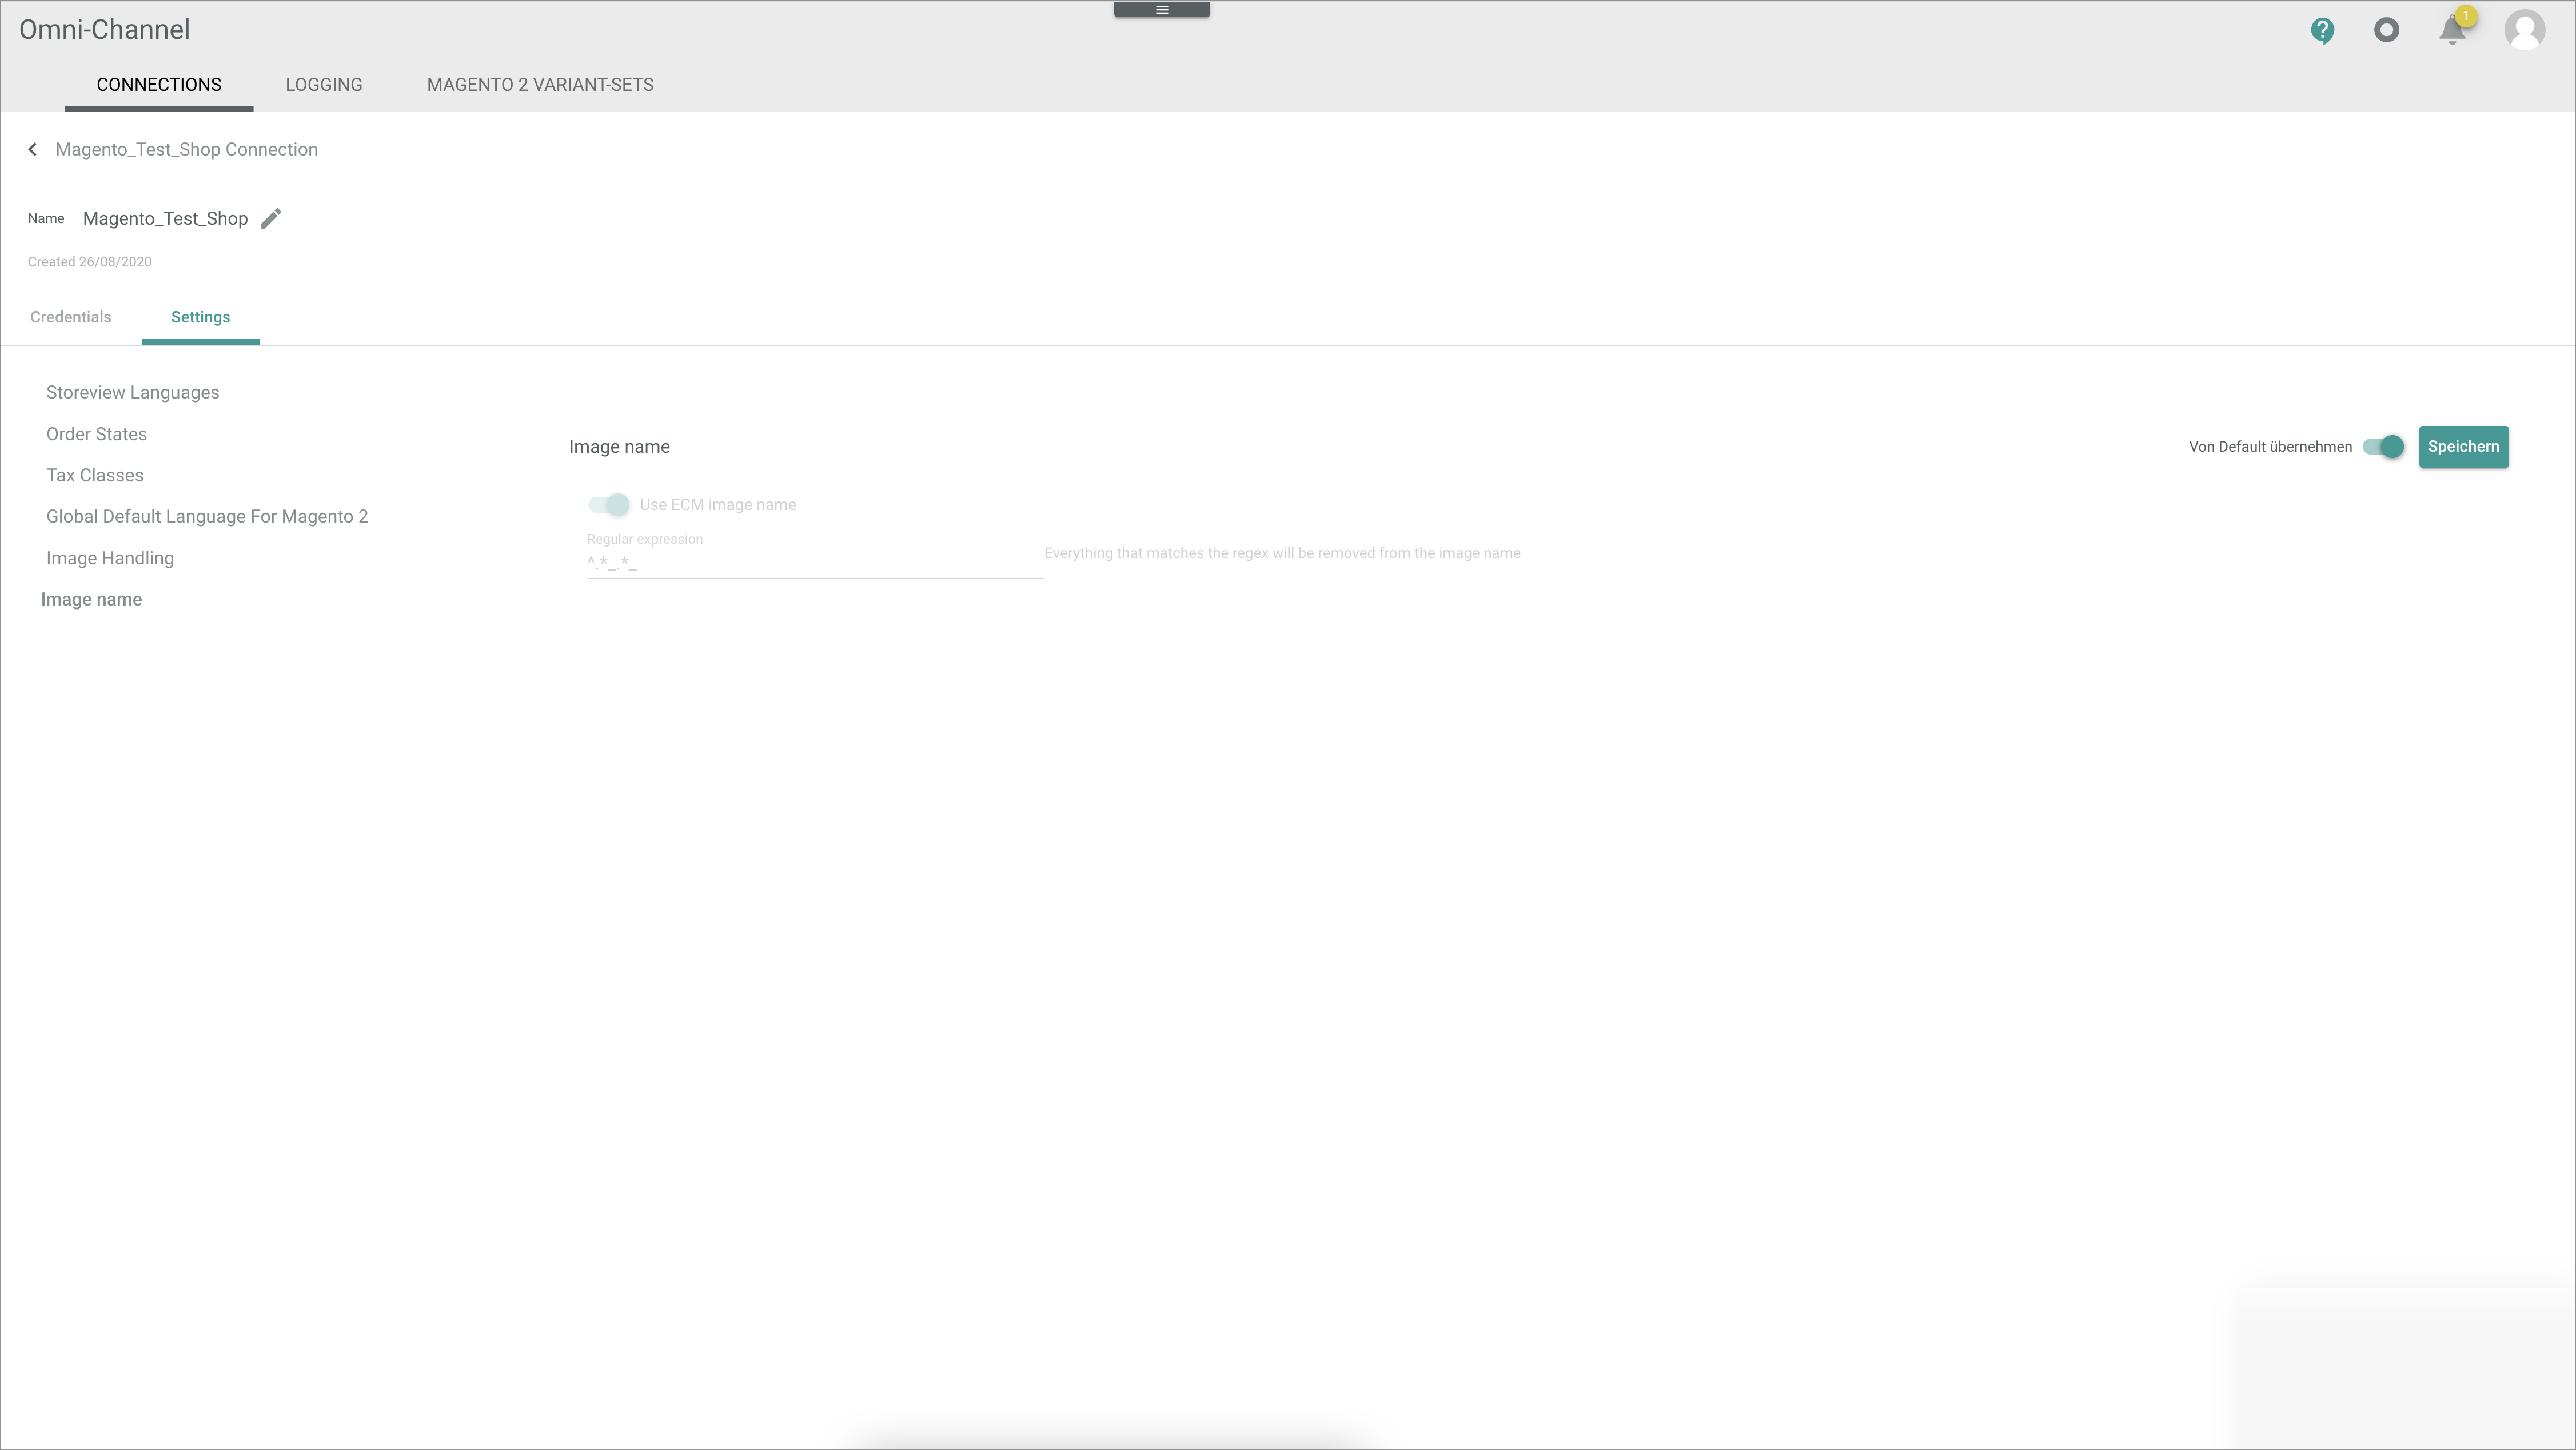 Omni-Channel
1
CONNECTIONS
LOGGING
MAGENTO 2 VARIANT-SETS
Magento_Test_Shop Connection
Name
Magento_Test_Shop
Created 26/08/2020
Credentials
Settings
Storeview Languages
Order States
Tax Classes
Global Default Language For Magento 2
Image Handling
Image name
Image name
Von Default übernehmen
Speichern
Use ECM image name
Regular expression
^.*_.*_
Everything that matches the regex will be removed from the image name